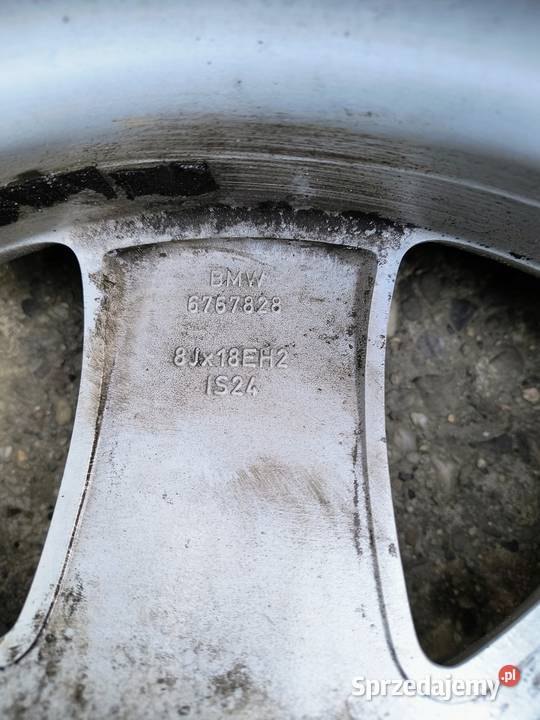 BMW
6767828
8Jx18EH2
IS24
Sprzedajemy.pl